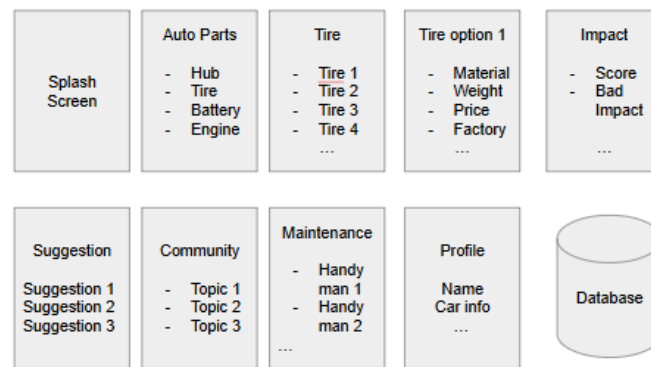 Splash
Screen
Auto Parts
- Hub
- Tire
- Battery
- Engine
Tire
- Tire 1
- Tire 2
- Tire 3
- Tire 4
...
Tire option 1
- Material
- Weight
- Price
- Factory
...
Impact
- Score
- Bad
Impact
...
Suggestion
Suggestion 1
Suggestion 2
Suggestion 3
Community
- Topic 1
- Topic 2
- Topic 3
Maintenance
- Handy
man 1
- Handy
man 2
...
Profile
Name
Car info
...
Database